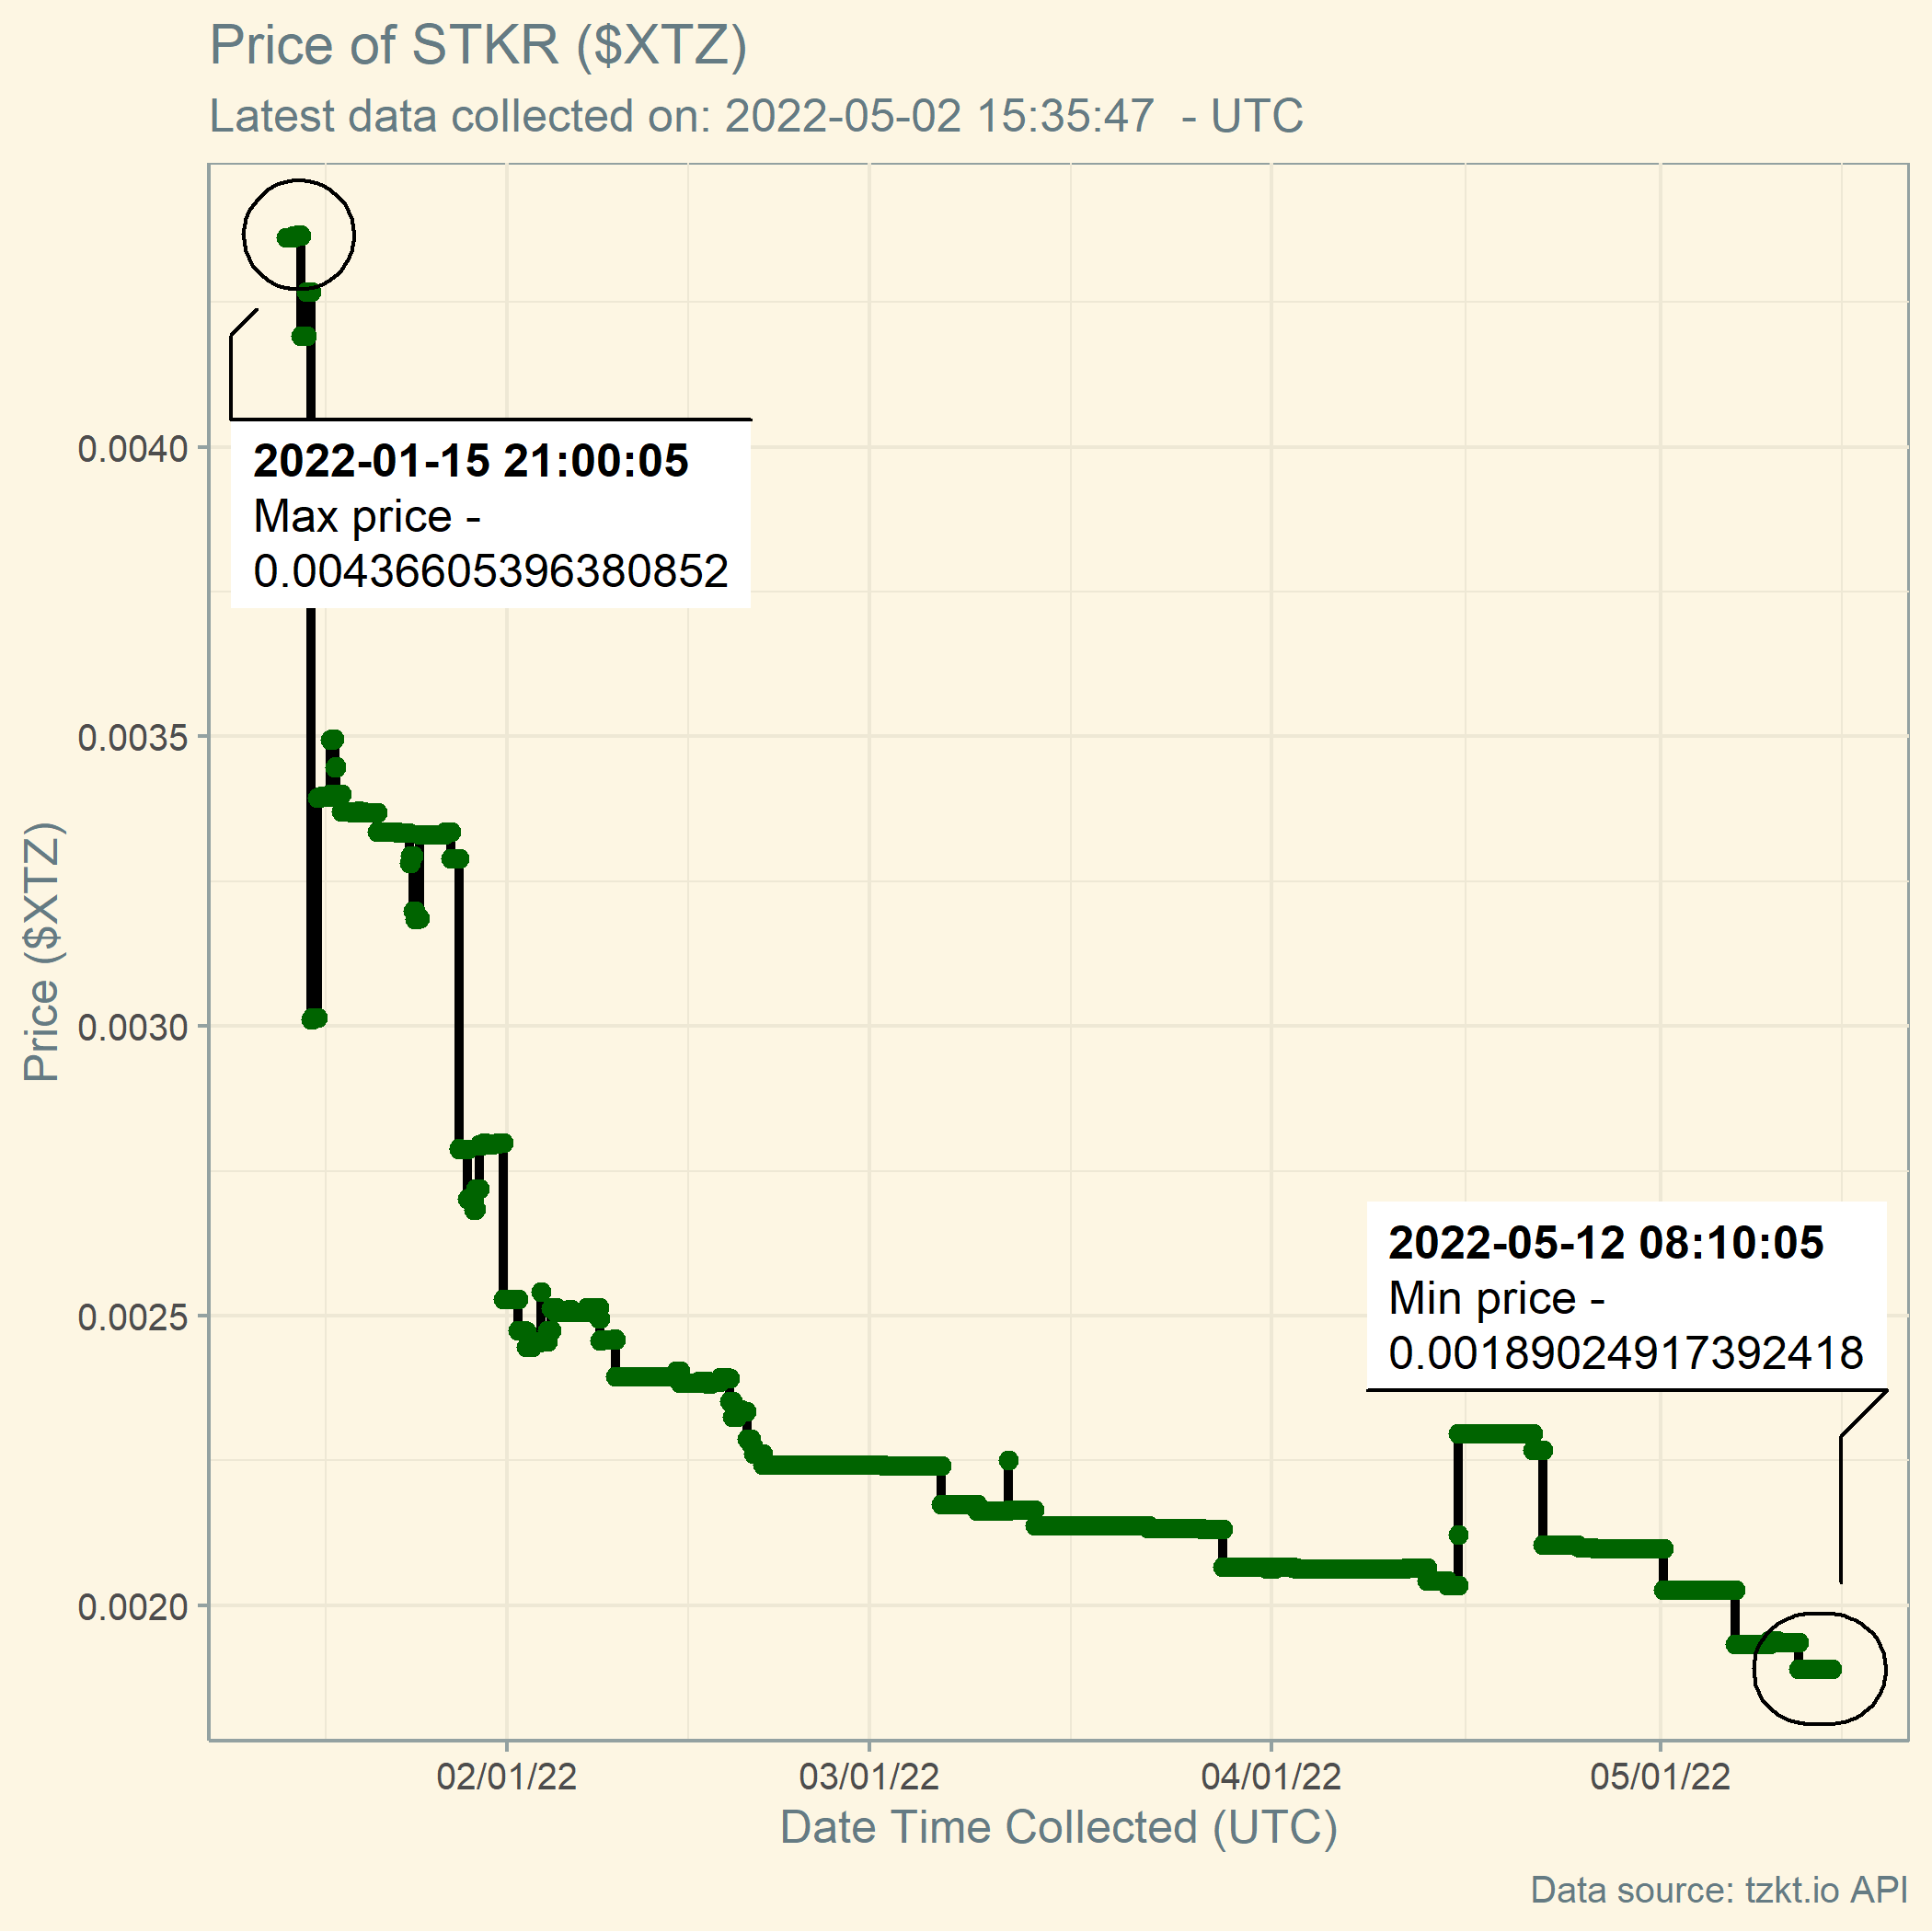 Price of STKR ($XTZ)
Latest data collected on: 2022-05-02 15:35:47  - UTC
2022-01-15 21:00:05
Max price -
0.00436605396380852
2022-05-12 08:10:05
Min price -
0.00189024917392418
Price ($XTZ)
0.0040
0.0035
0.0030
0.0025
0.0020
02/01/22
03/01/22
04/01/22
05/01/22
Date Time Collected (UTC)
Data source: tzkt.io API